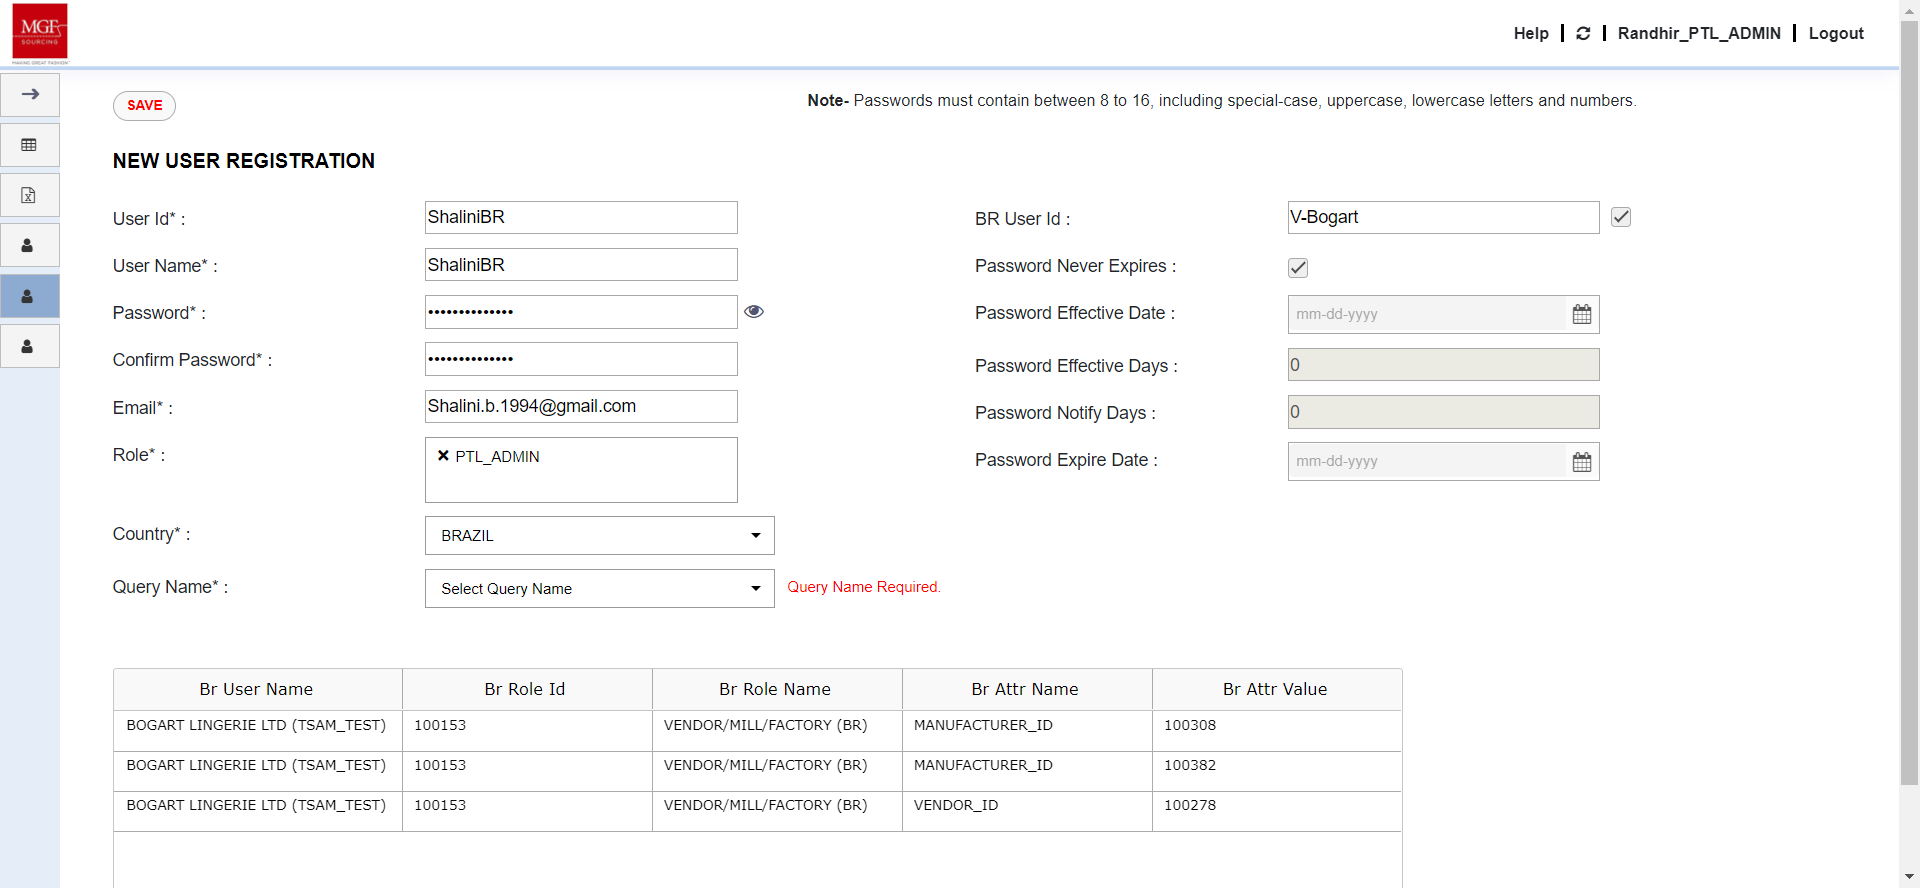 MGF
SOURCING
MAKING GREAT FASHION
Help
Randhir_PTL_ADMIN
Logout
SAVE
Note- Passwords must contain between 8 to 16, including special-case, uppercase, lowercase letters and numbers.
NEW USER REGISTRATION
User Id* :
ShaliniBR
BR User Id :
V-Bogart
User Name* :
ShaliniBR
Password Never Expires :
Password* :
••••••••••••••
Password Effective Date :
mm-dd-yyyy
Confirm Password* :
••••••••••••••
Password Effective Days :
0
Email* :
Shalini.b.1994@gmail.com
Password Notify Days :
0
Role* :
× PTL_ADMIN
Password Expire Date :
mm-dd-yyyy
Country* :
BRAZIL
Query Name* :
Select Query Name
Query Name Required.
Br User Name Br Role Id Br Role Name Br Attr Name Br Attr Value
BOGART LINGERIE LTD (TSAM_TEST) 100153 VENDOR/MILL/FACTORY (BR) MANUFACTURER_ID 100308
BOGART LINGERIE LTD (TSAM_TEST) 100153 VENDOR/MILL/FACTORY (BR) MANUFACTURER_ID 100382
BOGART LINGERIE LTD (TSAM_TEST) 100153 VENDOR/MILL/FACTORY (BR) VENDOR_ID 100278